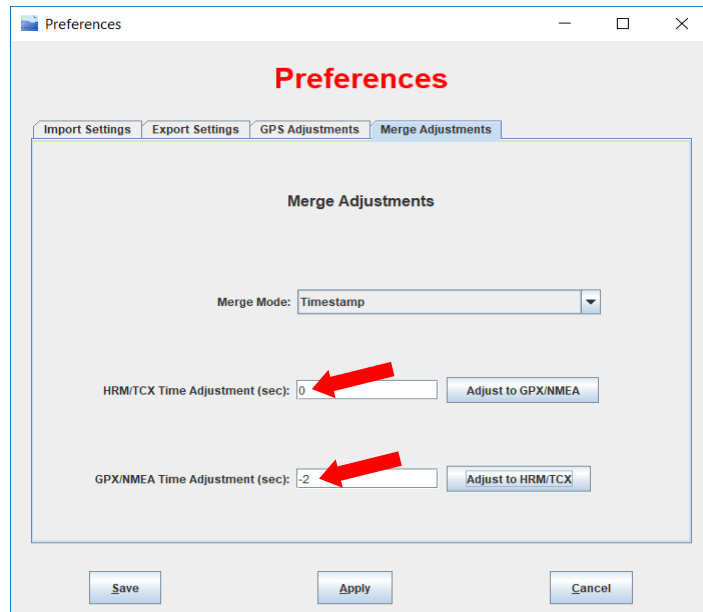 Preferences
Preferences
Import Settings Export Settings GPS Adjustments Merge Adjustments
Merge Adjustments
Merge Mode: Timestamp
HRM/TCX Time Adjustment (sec): 0 Adjust to GPX/NMEA
GPX/NMEA Time Adjustment (sec): -2 Adjust to HRM/TCX
Save Apply Cancel